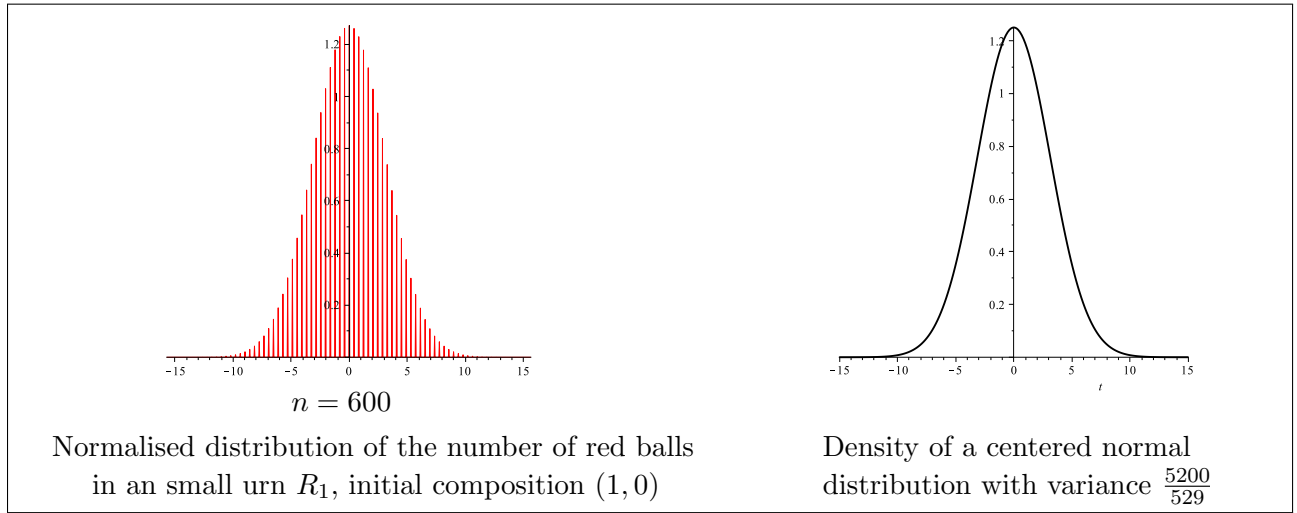 1.2
1
0.8
0.6
0.4
0.2
−15 −10 −5 0 5 10 15
n = 600
Normalised distribution of the number of red balls
in an small urn R₁, initial composition (1, 0)
1.2
1
0.8
0.6
0.4
0.2
−15 −10 −5 0 5 10 15
t
Density of a centered normal
distribution with variance 5200/529